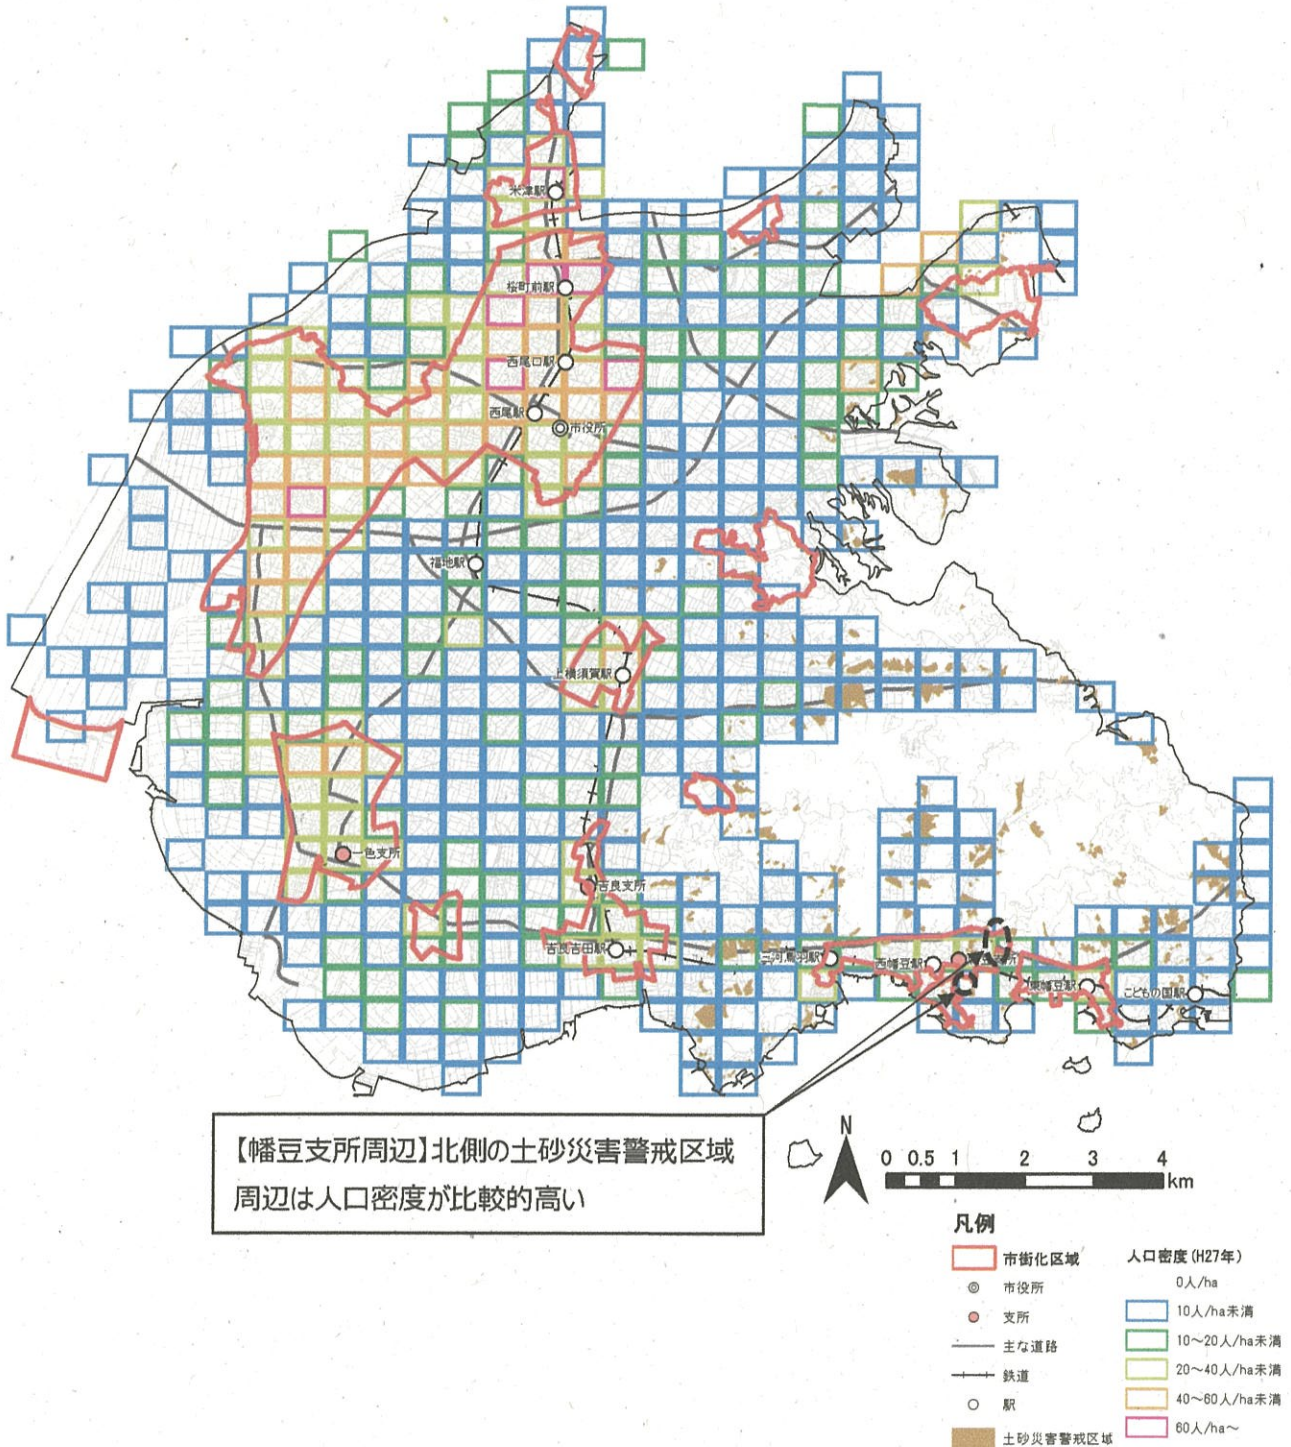 米津駅
桜町前駅
西尾口駅
西尾駅
市役所
福地駅
上横須賀駅
一色支所
吉良支所
吉良吉田駅
三河鳥羽駅
西幡豆駅
東幡豆駅
こどもの国駅
【幡豆支所周辺】北側の土砂災害警戒区域
周辺は人口密度が比較的高い
N
0 0.5 1 2 3 4
km
凡例
市街化区域
市役所
支所
主な道路
鉄道
駅
土砂災害警戒区域
人口密度(H27年)
0人/ha
10人/ha未満
10～20人/ha未満
20～40人/ha未満
40～60人/ha未満
60人/ha～